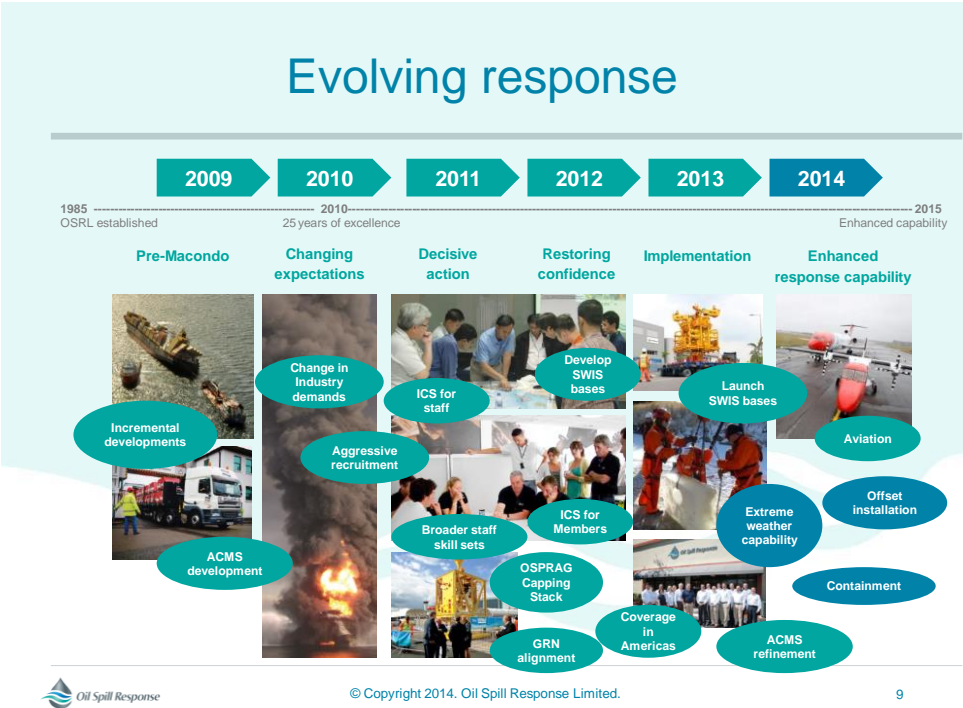 Evolving response
2009
2010
2011
2012
2013
2014
1985 ---------------------------------------------------- 2010---------------------------------------------------------------------------------------------------------------------------------- 2015
OSRL established
25 years of excellence
Enhanced capability
Pre-Macondo
Changing
expectations
Decisive
action
Restoring
confidence
Implementation
Enhanced
response capability
Incremental
developments
ACMS
development
Change in
Industry
demands
Aggressive
recruitment
ICS for
staff
Develop
SWIS
bases
Broader staff
skill sets
ICS for
Members
OSPRAG
Capping
Stack
GRN
alignment
Launch
SWIS bases
Coverage
in
Americas
Extreme
weather
capability
ACMS
refinement
Aviation
Offset
installation
Containment
Oil Spill Response
Oil Spill Response
© Copyright 2014. Oil Spill Response Limited.
9